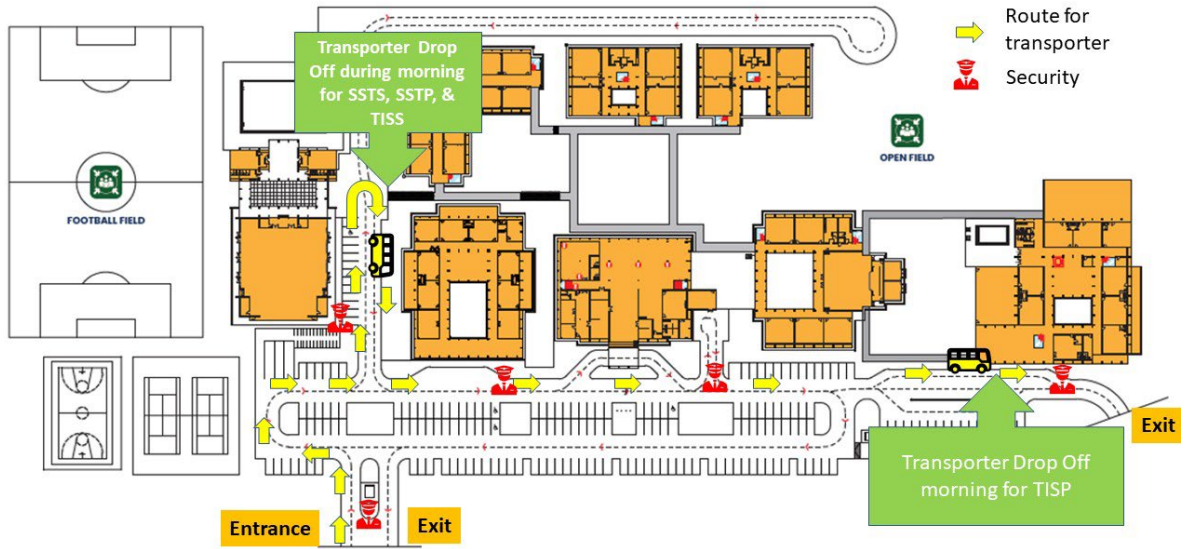 Route for
transporter
Security
Transporter Drop
Off during morning
for SSTS, SSTP, &
TISS
OPEN FIELD
FOOTBALL FIELD
Exit
Transporter Drop Off
morning for TISP
Entrance
Exit